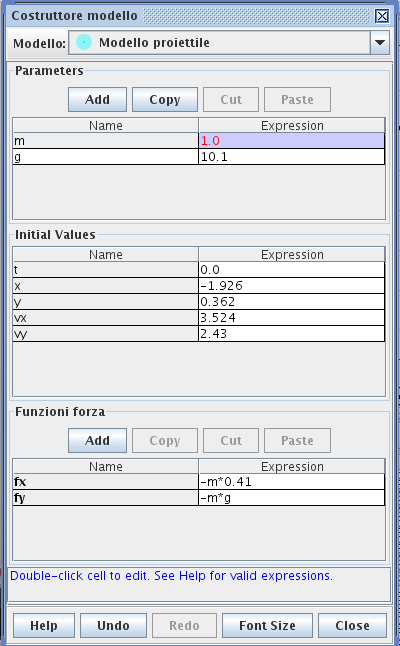 Costruttore modello
Modello: Modello proiettile
Parameters
Add Copy Cut Paste
Name Expression
m 1.0
g 10.1
Initial Values
Name Expression
t 0.0
x -1.926
y 0.362
vx 3.524
vy 2.43
Funzioni forza
Add Copy Cut Paste
Name Expression
fx -m*0.41
fy -m*g
Double-click cell to edit. See Help for valid expressions.
Help Undo Redo Font Size Close